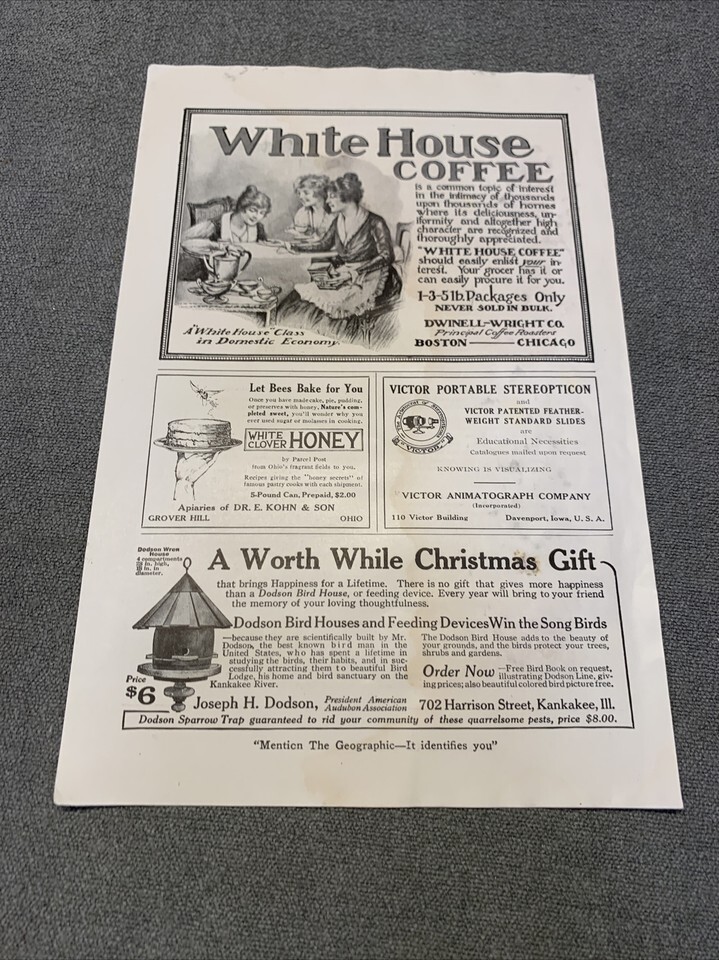 White House
COFFEE
is a common topic of interest
in the intimacy of thousands
upon thousands of homes
where its deliciousness, un-
iformity and altogether high
character are recognized and
thoroughly appreciated.
"WHITE HOUSE COFFEE"
should easily enlist your in-
terest. Your grocer has it or
can easily procure it for you.
1-3-5 lb. Packages Only
NEVER SOLD IN BULK.
DWINELL-WRIGHT CO.
Principal Coffee Roasters
BOSTON — CHICAGO
A "White House" Class
in Domestic Economy
Let Bees Bake for You
Once you have made cake, pie, pudding,
or preserves with honey, Nature's com-
pleted sweet, you'll wonder why you
ever used sugar or molasses in cooking.
WHITE
CLOVER HONEY
by Parcel Post
from Ohio's fragrant fields to you.
Recipes giving the "honey secrets" of
famous pastry cooks with each shipment.
5-Pound Can, Prepaid, $2.00
Apiaries of DR. E. KOHN & SON
GROVER HILL OHIO
VICTOR PORTABLE STEREOPTICON
and
VICTOR PATENTED FEATHER-
WEIGHT STANDARD SLIDES
are
Educational Necessities
Catalogues mailed upon request
VICTOR
KNOWING IS VISUALIZING
VICTOR ANIMATOGRAPH COMPANY
(Incorporated)
110 Victor Building Davenport, Iowa, U. S. A.
Dodson Wren
House
4 compartments
in. high,
in. in
diameter.
A Worth While Christmas Gift
that brings Happiness for a Lifetime. There is no gift that gives more happiness
than a Dodson Bird House, or feeding device. Every year will bring to your friend
the memory of your loving thoughtfulness.
Dodson Bird Houses and Feeding Devices Win the Song Birds
—because they are scientifically built by Mr.
Dodson, the best known bird man in the
United States, who has spent a lifetime in
studying the birds, their habits, and in suc-
cessfully attracting them to beautiful Bird
Lodge, his home and bird sanctuary on the
Kankakee River.
The Dodson Bird House adds to the beauty of
your grounds, and the birds protect your trees,
shrubs and gardens.
Order Now —Free Bird Book on request,
illustrating Dodson Line, giv-
ing prices; also beautiful colored bird picture free.
Price
$6
Joseph H. Dodson, President American
Audubon Association 702 Harrison Street, Kankakee, Ill.
Dodson Sparrow Trap guaranteed to rid your community of these quarrelsome pests, price $8.00.
"Mention The Geographic—It identifies you"